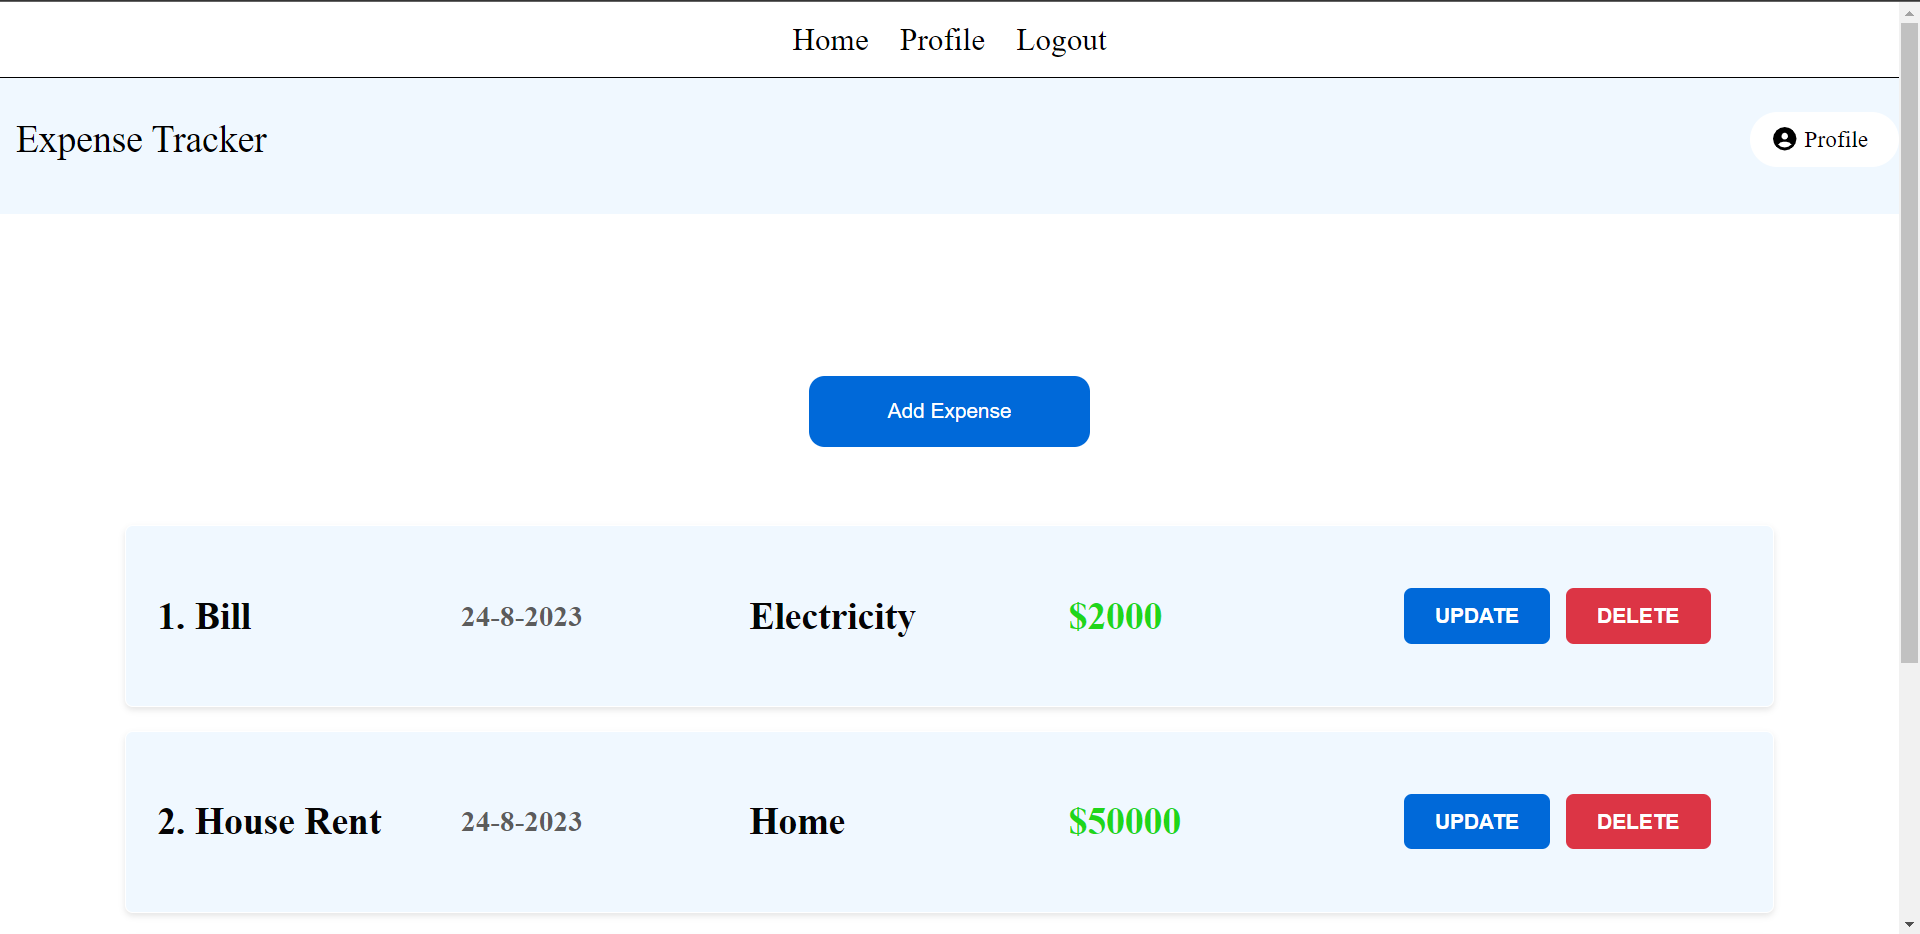 Home Profile Logout
Expense Tracker Profile
Add Expense
1. Bill 24-8-2023 Electricity $2000 UPDATE DELETE
2. House Rent 24-8-2023 Home $50000 UPDATE DELETE